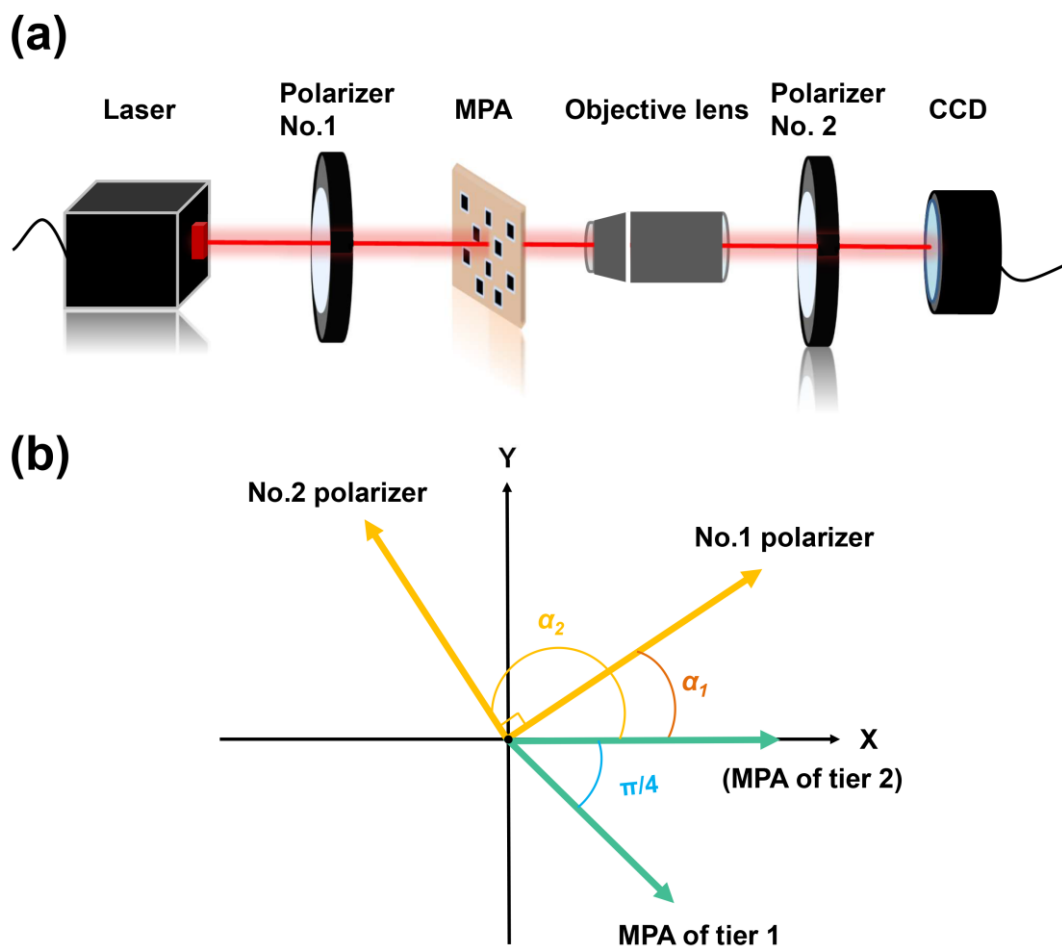 (a)
Laser
Polarizer
No.1
MPA
Objective lens
Polarizer
No. 2
CCD
(b)
Y
No.2 polarizer
No.1 polarizer
α2
α1
X
(MPA of tier 2)
π/4
MPA of tier 1